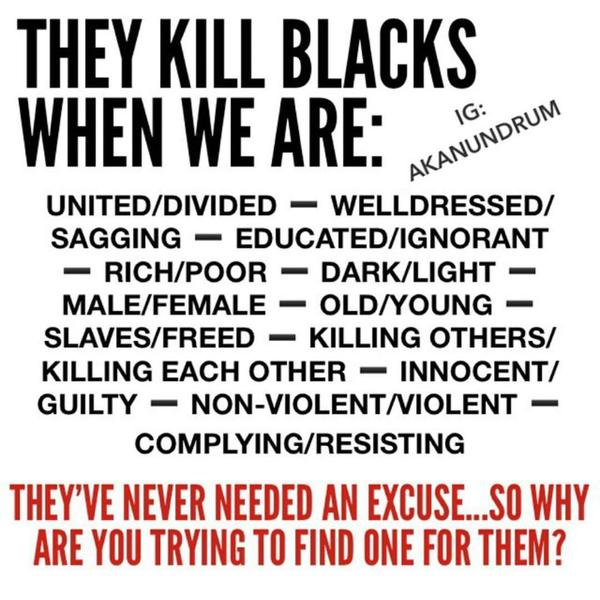 THEY KILL BLACKS
WHEN WE ARE:
IG:
AKANUNDRUM
UNITED/DIVIDED — WELLDRESSED/
SAGGING — EDUCATED/IGNORANT
— RICH/POOR — DARK/LIGHT —
MALE/FEMALE — OLD/YOUNG —
SLAVES/FREED — KILLING OTHERS/
KILLING EACH OTHER — INNOCENT/
GUILTY — NON-VIOLENT/VIOLENT —
COMPLYING/RESISTING
THEY'VE NEVER NEEDED AN EXCUSE...SO WHY
ARE YOU TRYING TO FIND ONE FOR THEM?